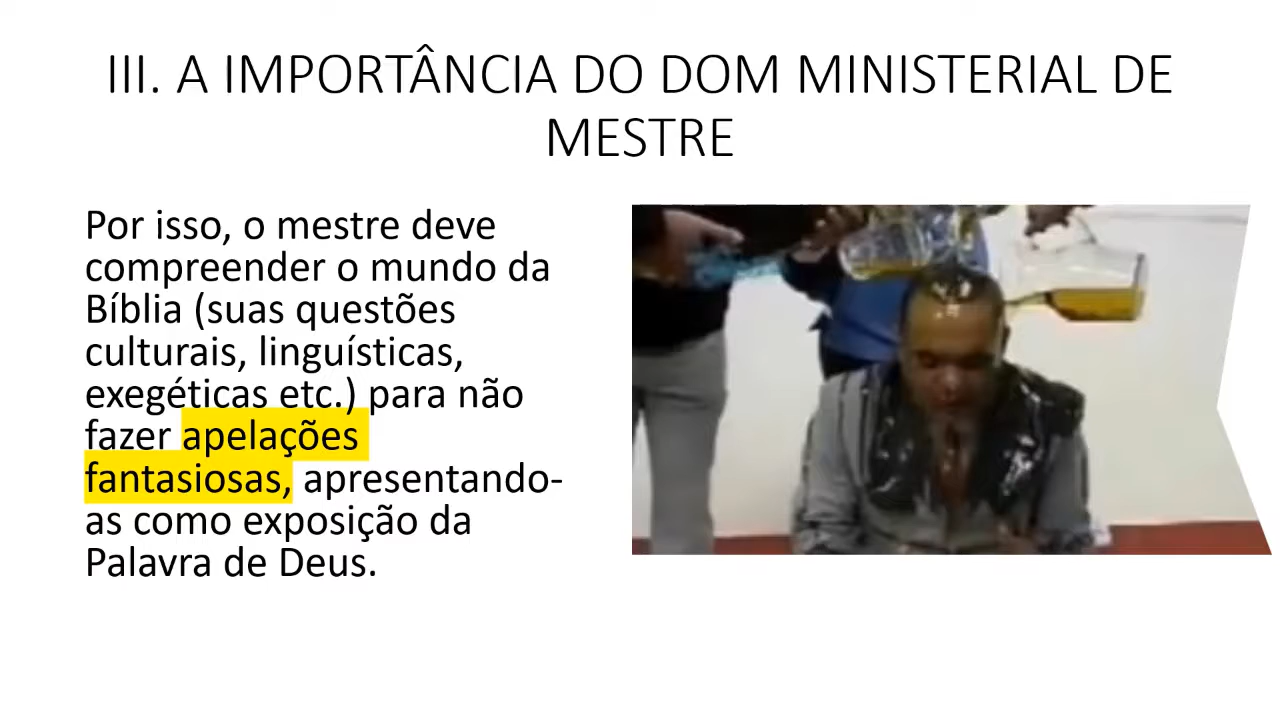 III. A IMPORTÂNCIA DO DOM MINISTERIAL DE
MESTRE
Por isso, o mestre deve
compreender o mundo da
Bíblia (suas questões
culturais, linguísticas,
exegéticas etc.) para não
fazer apelações
fantasiosas, apresentando-
as como exposição da
Palavra de Deus.